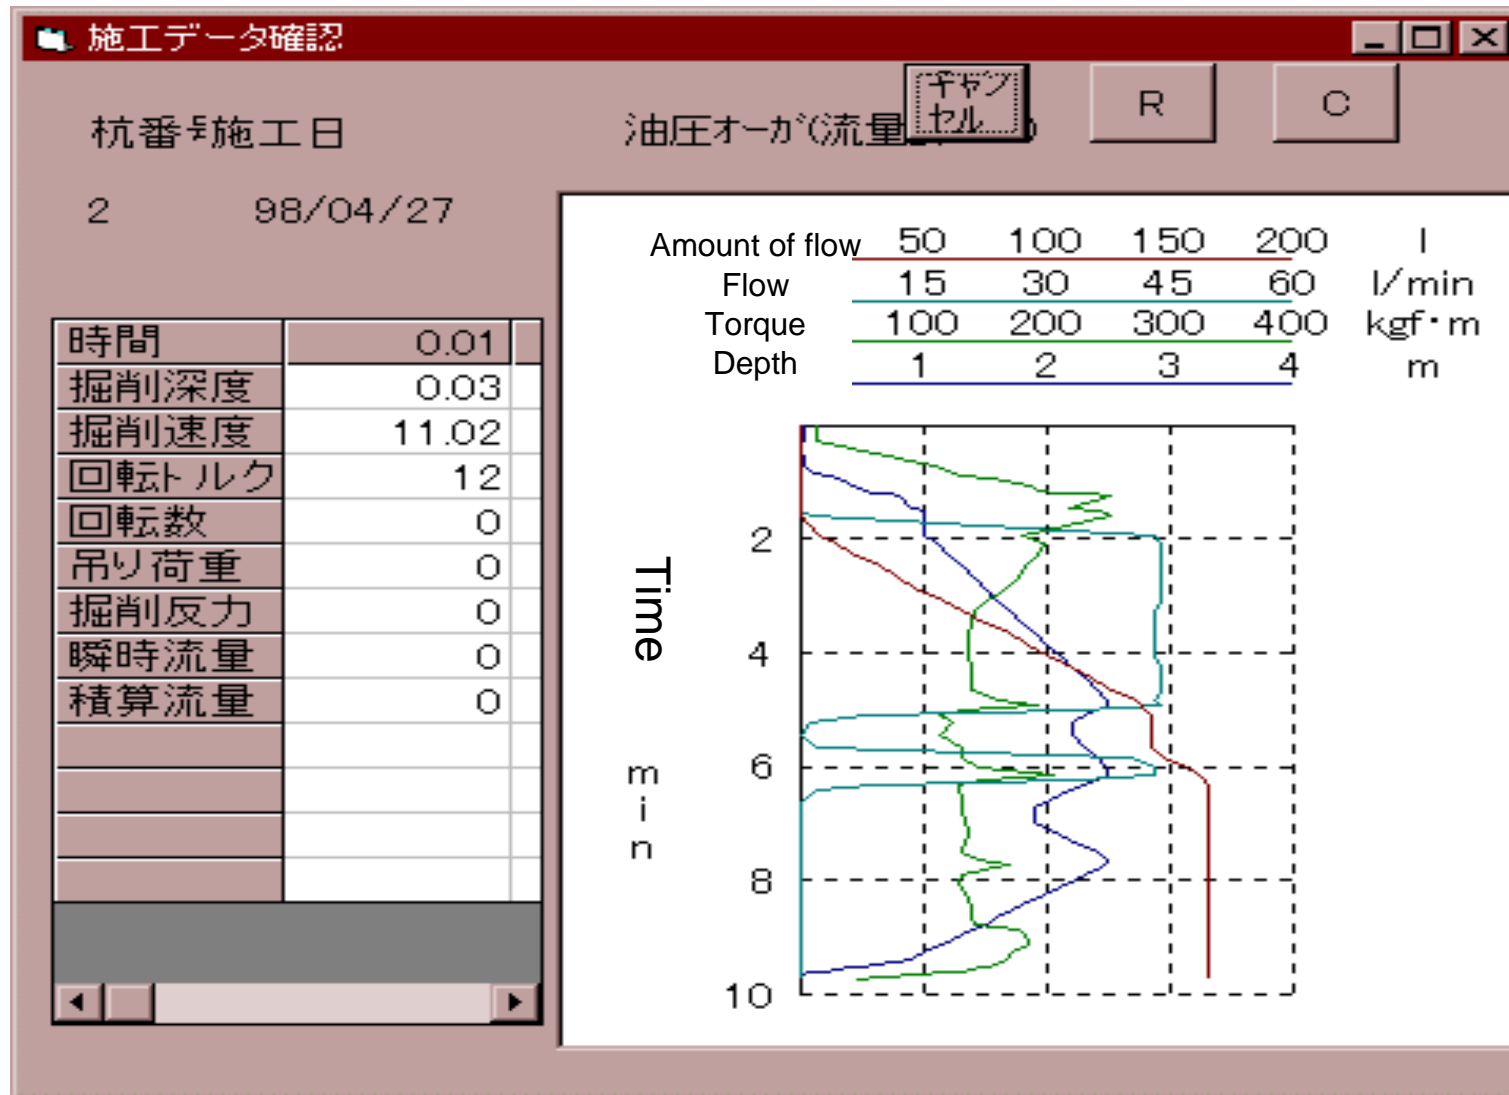 施工データ確認
キャン
セル
R
C
杭番号施工日
油圧オーガ(流量
2 98/04/27
時間 0.01
掘削深度 0.03
掘削速度 11.02
回転トルク 12
回転数 0
吊り荷重 0
掘削反力 0
瞬時流量 0
積算流量 0
Amount of flow 50 100 150 200 l
Flow 15 30 45 60 l/min
Torque 100 200 300 400 kgf・m
Depth 1 2 3 4 m
Time
min
2
4
6
8
10